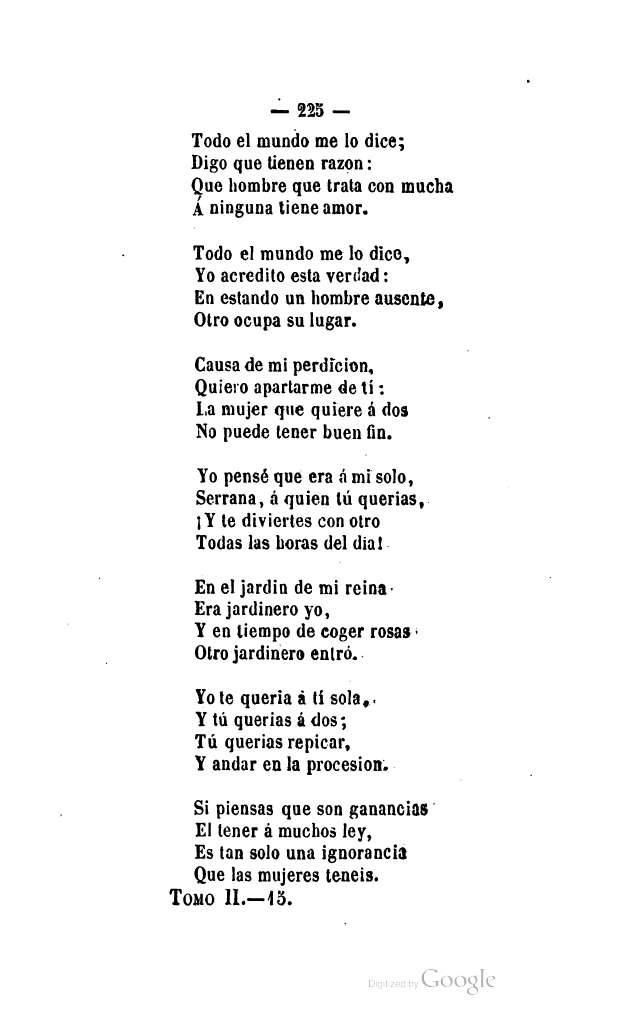 — 225 —
Todo el mundo me lo dice;
Digo que tienen razon:
Que hombre que trata con mucha
Á ninguna tiene amor.
Todo el mundo me lo dice,
Yo acredito esta verdad:
En estando un hombre ausente,
Otro ocupa su lugar.
Causa de mi perdicion,
Quiero apartarme de tí:
La mujer que quiere á dos
No puede tener buen fin.
Yo pensé que era á mi solo,
Serrana, á quien tú querias,
¡Y te diviertes con otro
Todas las horas del dia!
En el jardin de mi reina
Era jardinero yo,
Y en tiempo de coger rosas
Otro jardinero entró.
Yo te queria á tí sola,
Y tú querias á dos;
Tú querias repicar,
Y andar en la procesion.
Si piensas que son ganancias
El tener á muchos ley,
Es tan solo una ignorancia
Que las mujeres teneis.
TOMO II.—15.
Digitized by Google